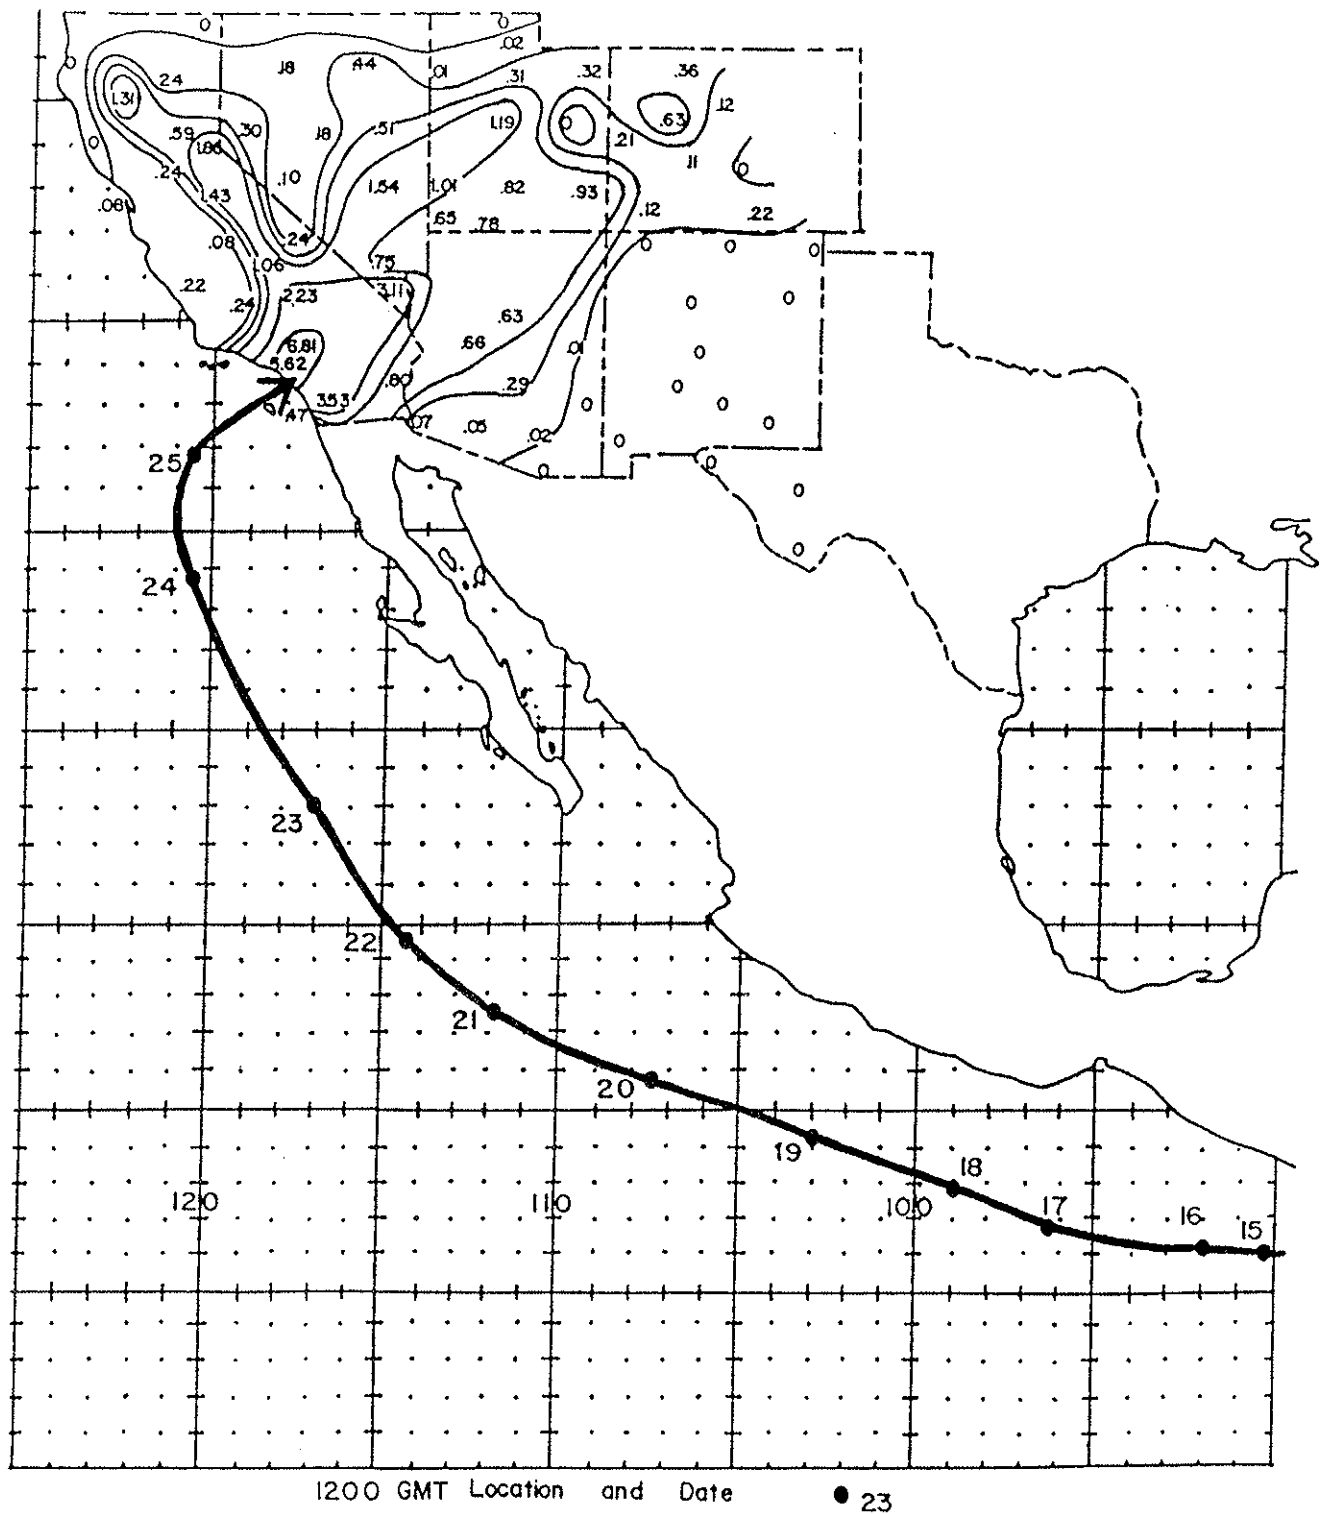 0 0
.02
0 .18 .44 .01 .31 .32 .36
.24
1.31 .12
.59 .30 .18 .51 1.19 0 .63
0 1.86 .21
.24 .10 .11 0
1.43 1.54 1.01 .82 .93
.08 .65 .78 .12 .22
.08 .24 0 0 0
1.06 .75
.22 2.23 3.11 0 0
.24 .63
6.81 .66 .01 0
5.62 .80 .29 0
3.53 0 0
.47 .07 .05 .02 0 0
25 0 0
0
24 0
23
22
21
20
19
18
120 110 100 17
16 15
1200 GMT Location and Date 23